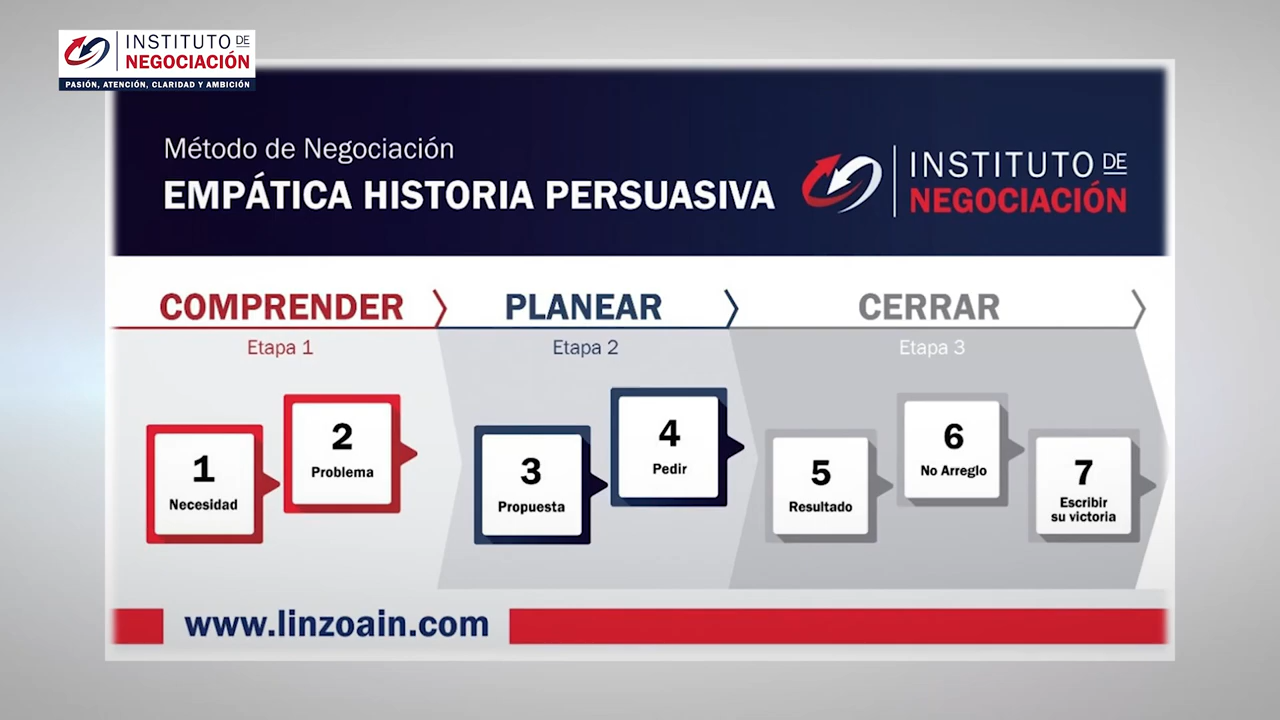 INSTITUTO DE
NEGOCIACIÓN
PASIÓN, ATENCIÓN, CLARIDAD Y AMBICIÓN
Método de Negociación
EMPÁTICA HISTORIA PERSUASIVA
INSTITUTO DE
NEGOCIACIÓN
COMPRENDER
PLANEAR
CERRAR
Etapa 1
Etapa 2
Etapa 3
1
Necesidad
2
Problema
3
Propuesta
4
Pedir
5
Resultado
6
No Arreglo
7
Escribir
su victoria
www.linzoain.com